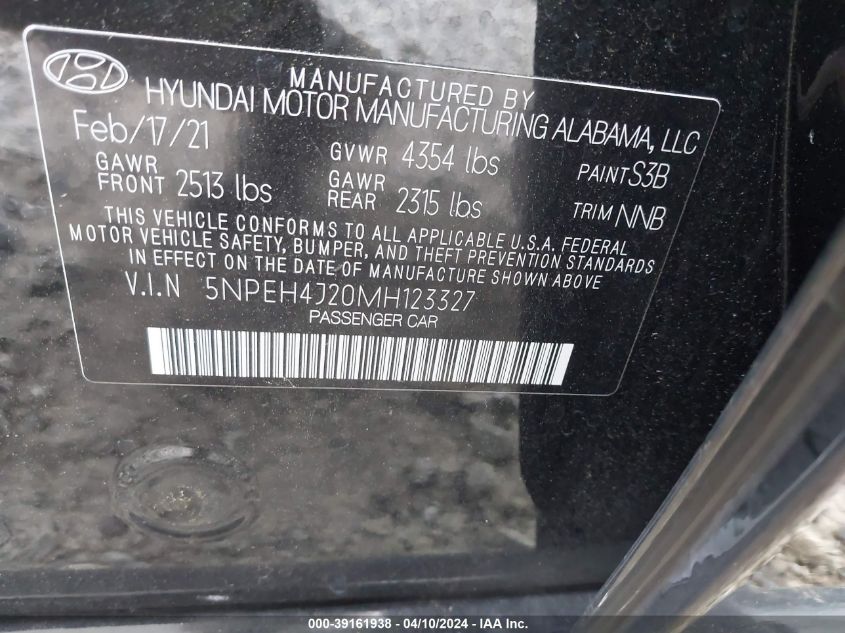 MANUFACTURED BY
HYUNDAI MOTOR MANUFACTURING ALABAMA, LLC
Feb/17/21
GVWR 4354 lbs
PAINT S3B
GAWR FRONT 2513 lbs
GAWR REAR 2315 lbs
TRIM NNB
THIS VEHICLE CONFORMS TO ALL APPLICABLE U.S.A. FEDERAL
MOTOR VEHICLE SAFETY, BUMPER, AND THEFT PREVENTION STANDARDS
IN EFFECT ON THE DATE OF MANUFACTURE SHOWN ABOVE
V.I.N 5NPEH4J20MH123327
PASSENGER CAR
000-39161938 - 04/10/2024 - IAA Inc.